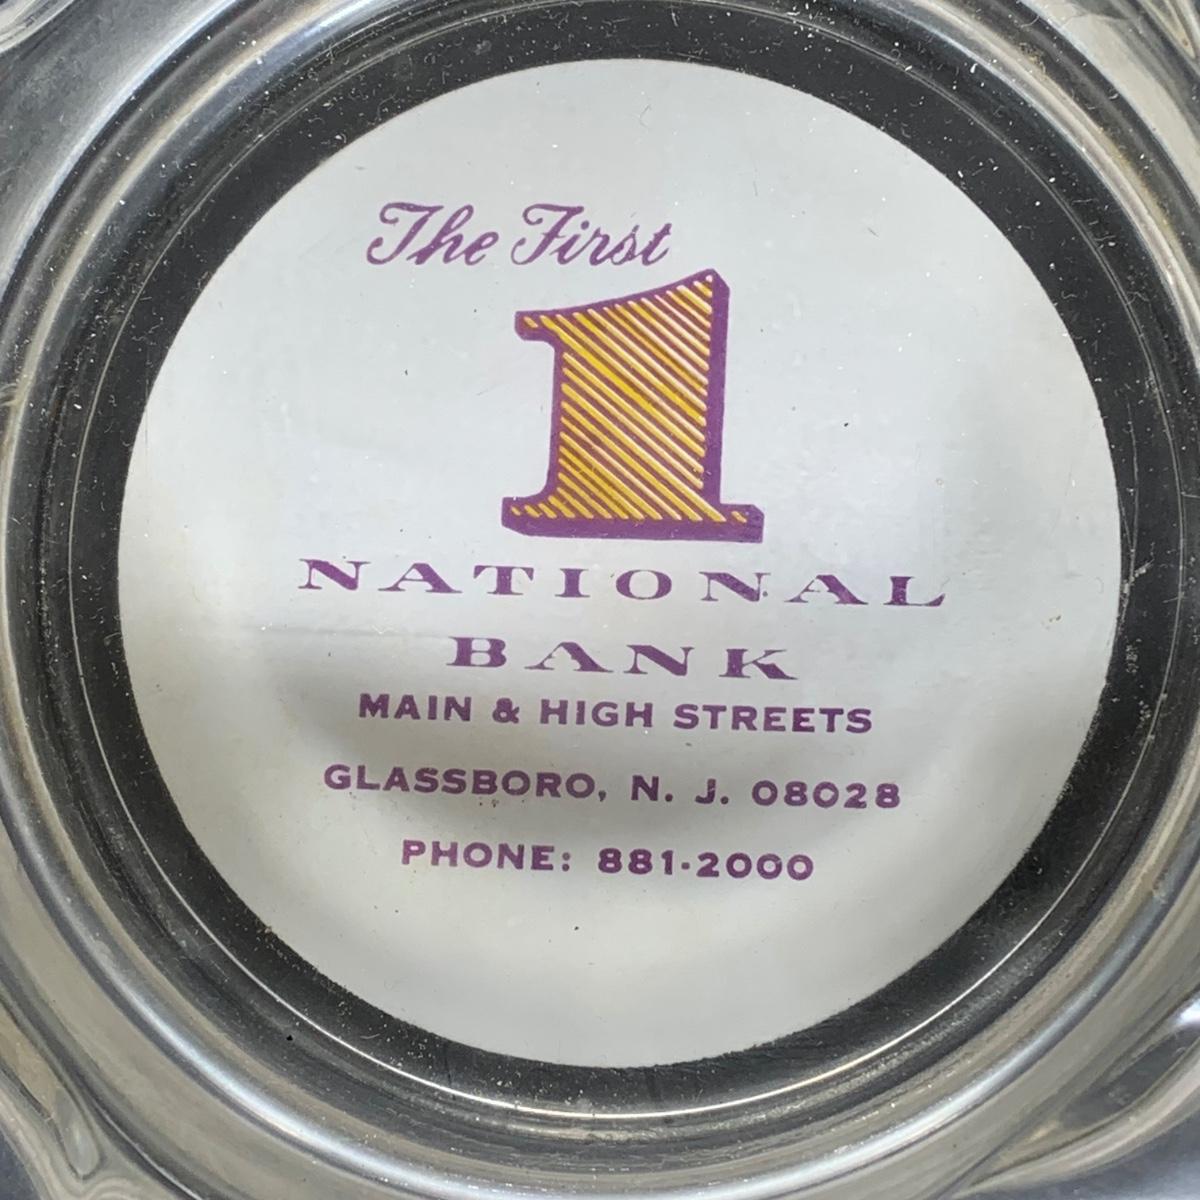 The First
1
NATIONAL
BANK
MAIN & HIGH STREETS
GLASSBORO, N. J. 08028
PHONE: 881-2000